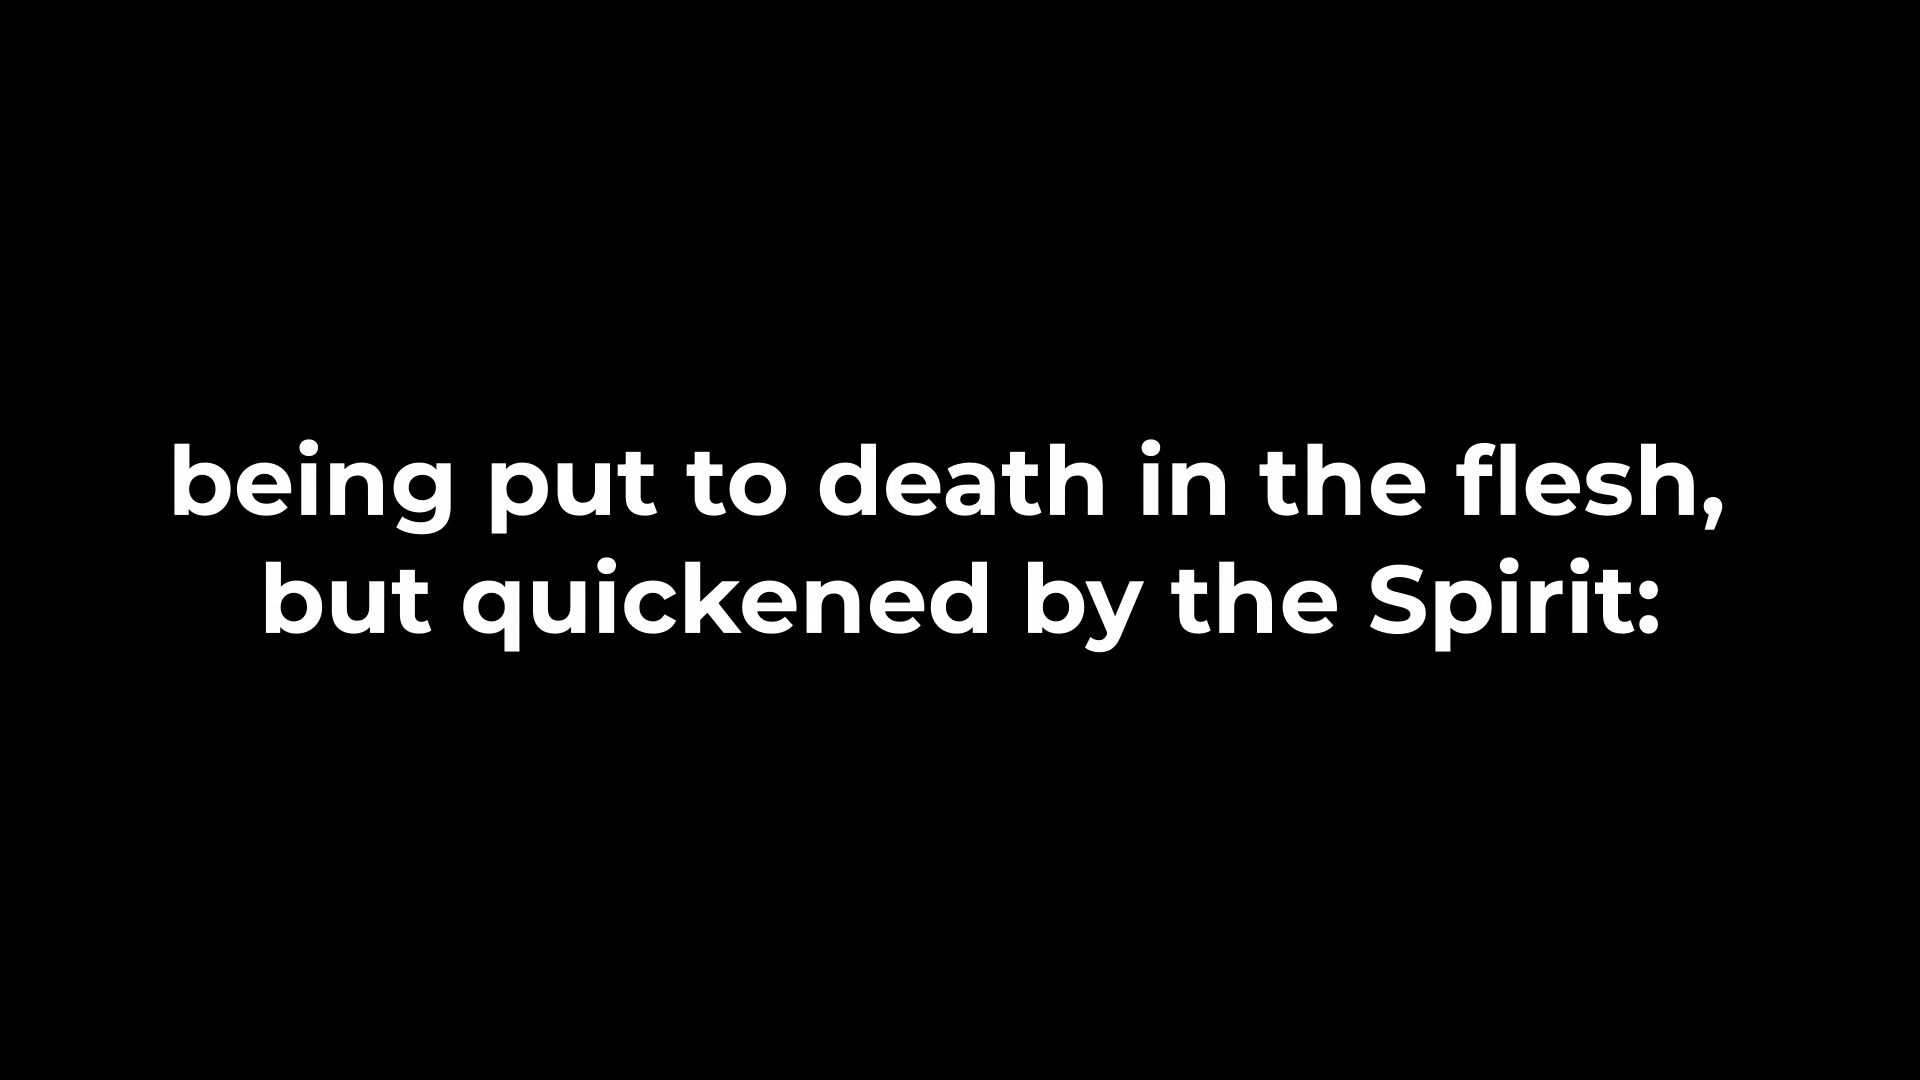 being put to death in the flesh,
but quickened by the Spirit: